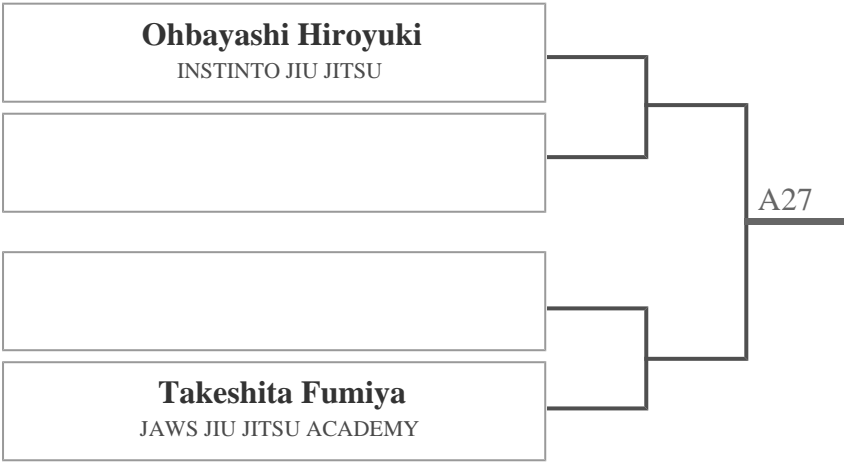 Ohbayashi Hiroyuki
INSTINTO JIU JITSU
A27
Takeshita Fumiya
JAWS JIU JITSU ACADEMY